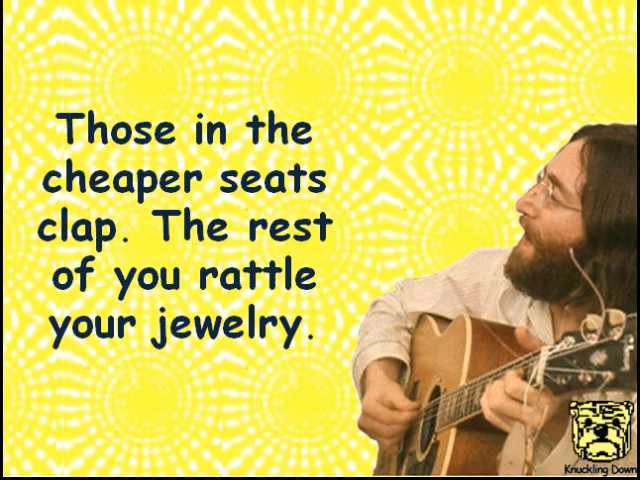 Those in the
cheaper seats
clap. The rest
of you rattle
your jewelry.
Knuckling Down